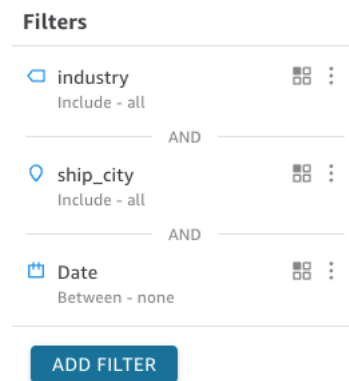 Filters
industry
Include - all
AND
ship_city
Include - all
AND
Date
Between - none
ADD FILTER